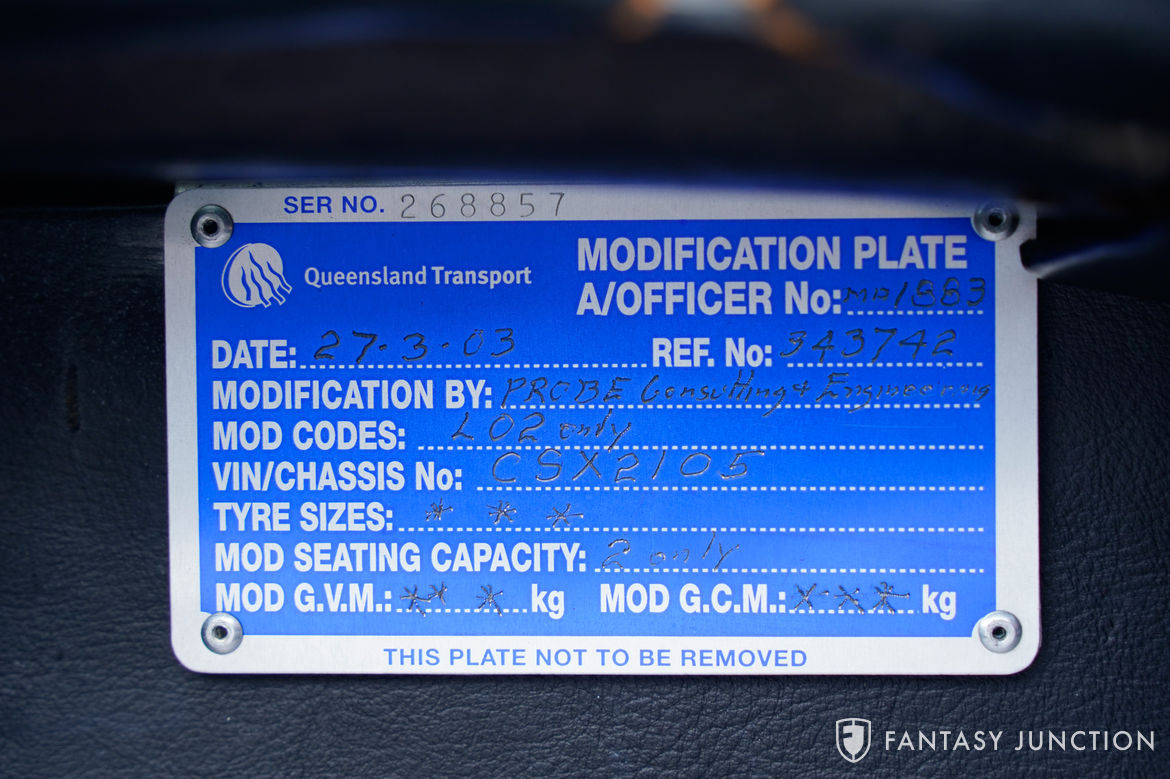 SER NO. 268857
Queensland Transport
MODIFICATION PLATE
A/OFFICER No: MP1883
DATE: 27.3.03 REF. No: 343742
MODIFICATION BY: PROBE Consulting & Engineering
MOD CODES: LO2 only
VIN/CHASSIS No: CSX2105
TYRE SIZES: * * *
MOD SEATING CAPACITY: 2 only
MOD G.V.M.: ** * kg MOD G.C.M.: *** kg
THIS PLATE NOT TO BE REMOVED
FANTASY JUNCTION